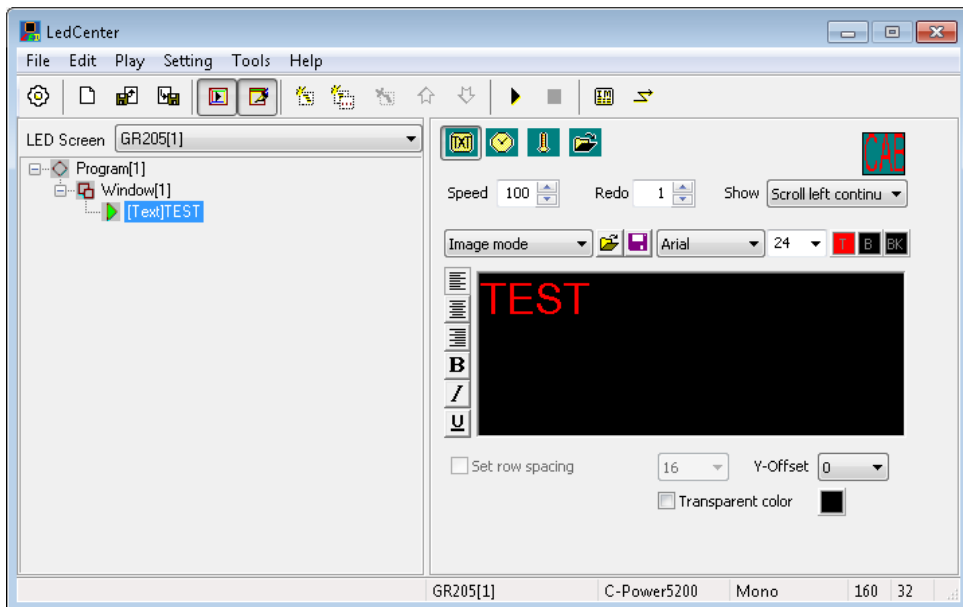 LedCenter
File Edit Play Setting Tools Help
LED Screen GR205[1]
Program[1]
Window[1]
[Text]TEST
TXT
CAB
Speed 100 Redo 1 Show Scroll left continu
Image mode Arial 24 T B BK
TEST
B
I
U
Set row spacing 16 Y-Offset 0
Transparent color
GR205[1] C-Power5200 Mono 160 32